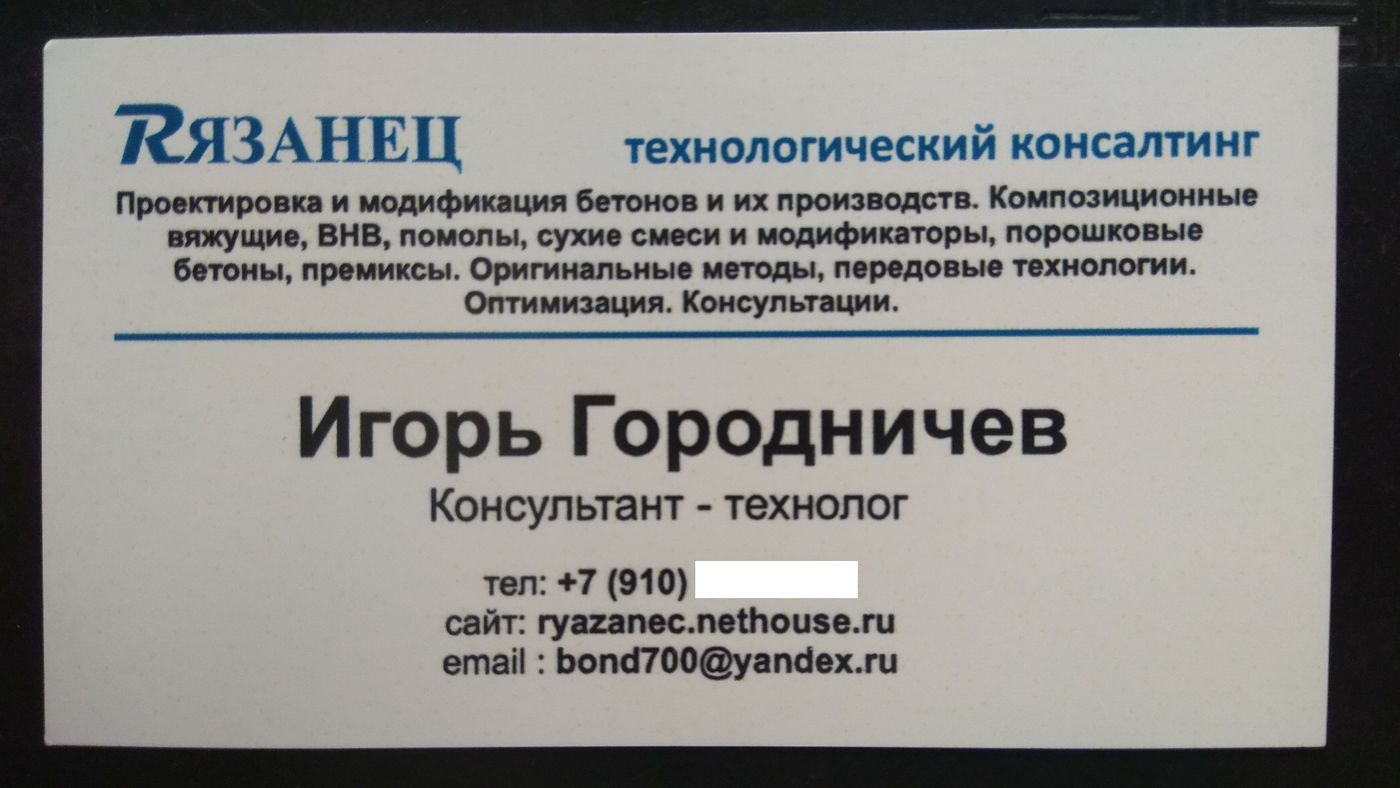 RЯЗАНЕЦ технологический консалтинг
Проектировка и модификация бетонов и их производств. Композиционные
вяжущие, ВНВ, помолы, сухие смеси и модификаторы, порошковые
бетоны, премиксы. Оригинальные методы, передовые технологии.
Оптимизация. Консультации.
Игорь Городничев
Консультант - технолог
тел: +7 (910)
сайт: ryazanec.nethouse.ru
email : bond700@yandex.ru